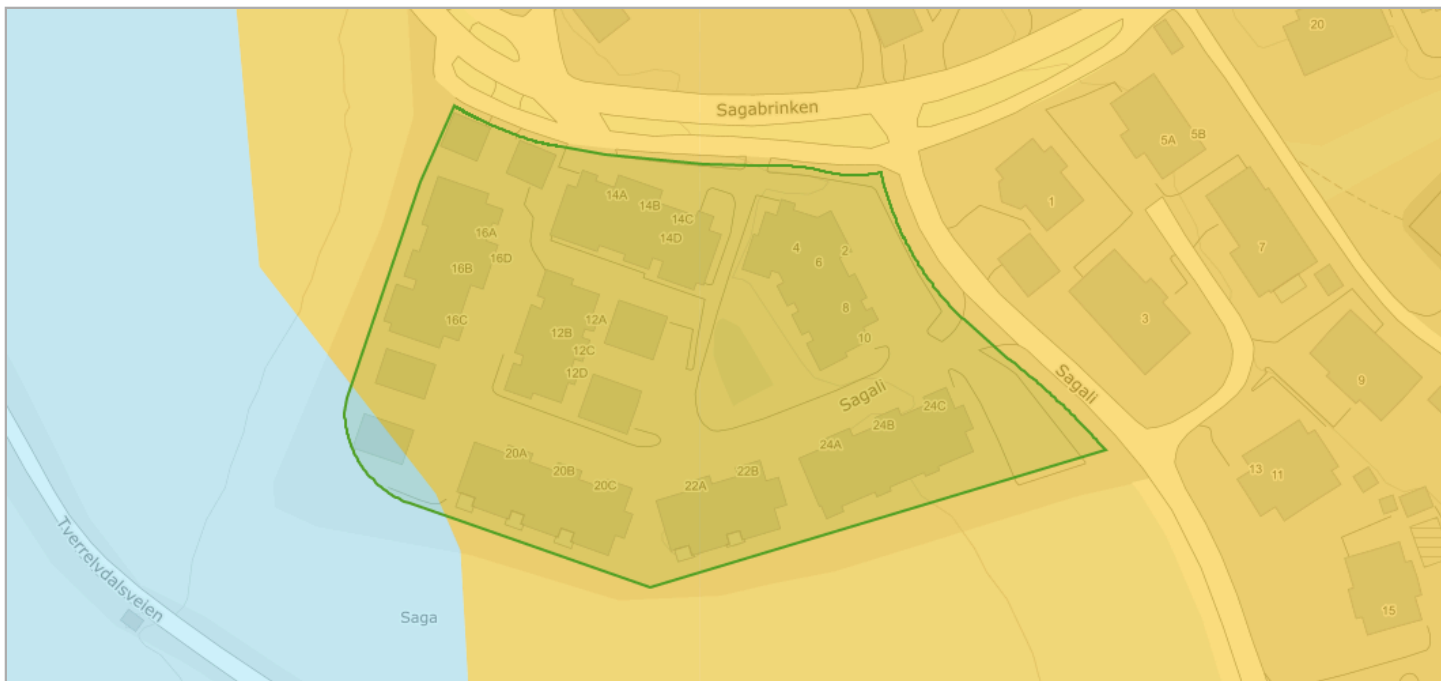 20
Sagabrinken
5A
5B
1
14A
14B
14C
14D
16A
16D
16B
16C
4
6
2
8
10
7
3
12A
12B
12C
12D
Sagali
Sagali
9
24C
24B
24A
20A
20B
20C
22B
22A
13
11
Tverrelvdalsveien
Saga
15